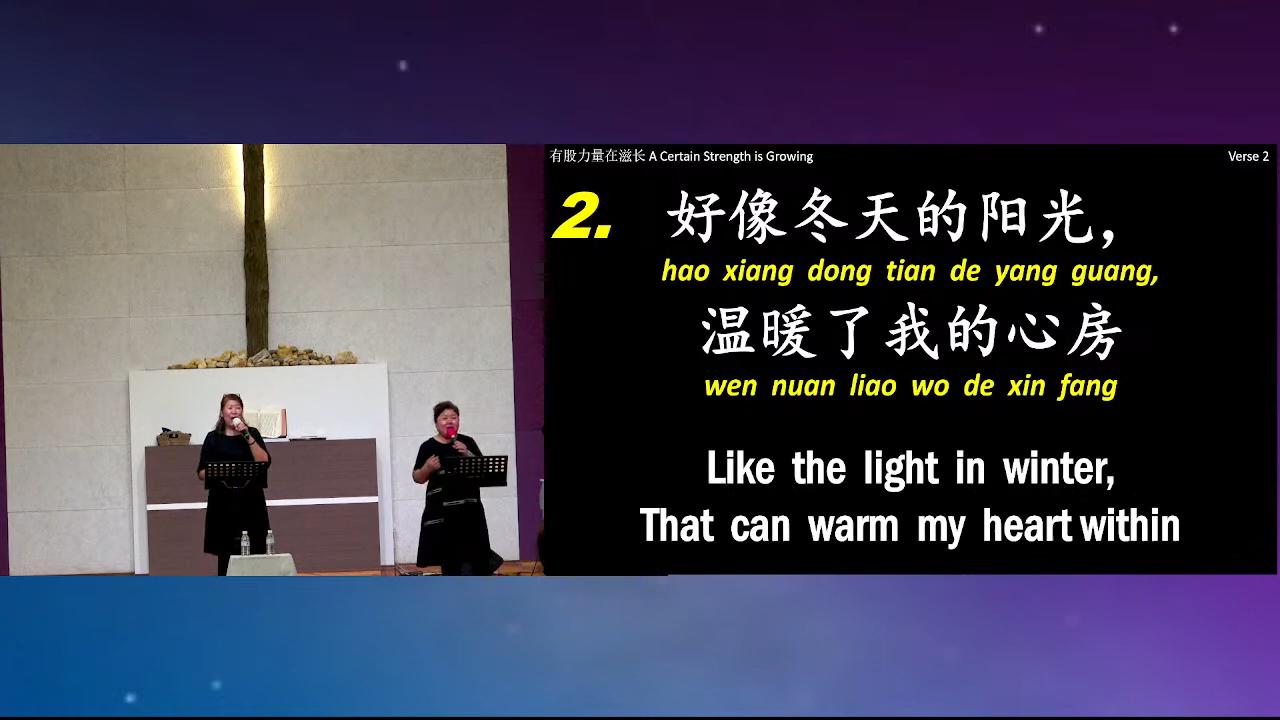 有股力量在滋长 A Certain Strength is Growing
Verse 2
2. 好像冬天的阳光,
hao xiang dong tian de yang guang,
温暖了我的心房
wen nuan liao wo de xin fang
Like the light in winter,
That can warm my heart within